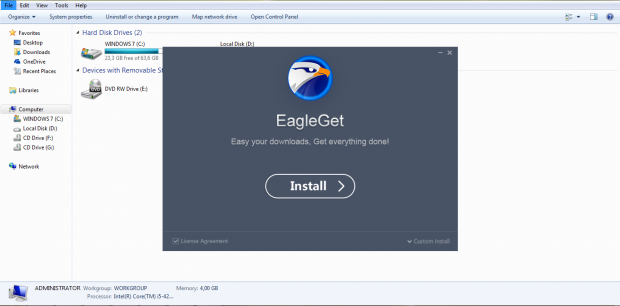 File Edit View Tools Help
Organize System properties Uninstall or change a program Map network drive Open Control Panel
Favorites
Desktop
Downloads
OneDrive
Recent Places
Libraries
Computer
WINDOWS 7 (C:)
Local Disk (D:)
CD Drive (F:)
CD Drive (G:)
Network
Hard Disk Drives (2)
WINDOWS 7 (C:)
23,3 GB free of 63,6 GB
Local Disk (D:)
Devices with Removable St
DVD RW Drive (E:)
DVD
EagleGet
Easy your downloads, Get everything done!
Install
License Agreement
Custom Install
ADMINISTRATOR Workgroup: WORKGROUP Memory: 4,00 GB
Processor: Intel(R) Core(TM) i5-42...